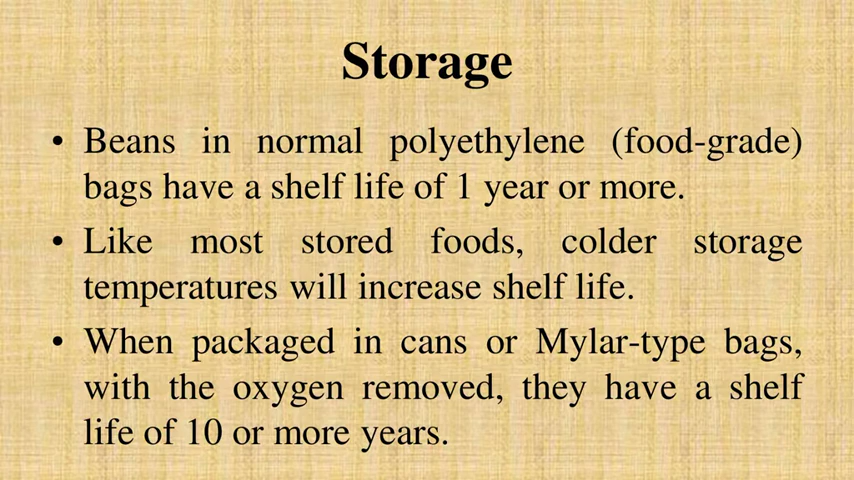 Storage
• Beans in normal polyethylene (food-grade)
bags have a shelf life of 1 year or more.
• Like most stored foods, colder storage
temperatures will increase shelf life.
• When packaged in cans or Mylar-type bags,
with the oxygen removed, they have a shelf
life of 10 or more years.